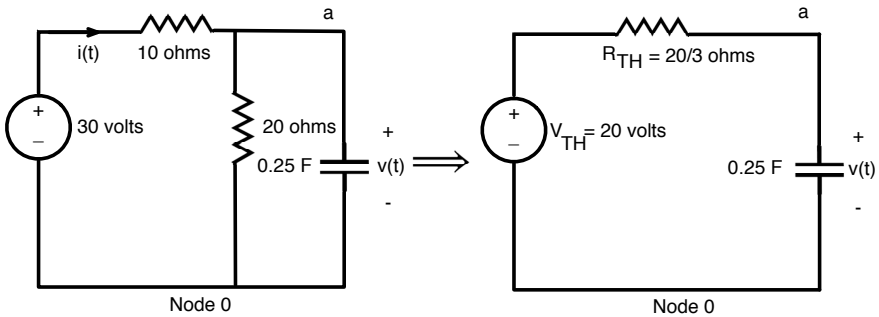 a
i(t)
10 ohms
+
−
30 volts
20 ohms
0.25 F
+
v(t)
-
Node 0
a
R_TH = 20/3 ohms
+
−
V_TH = 20 volts
0.25 F
+
v(t)
-
Node 0